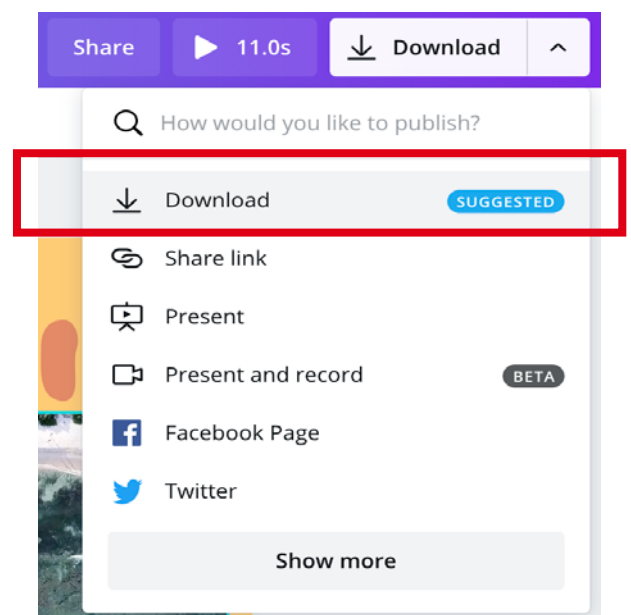 Share 11.0s Download
How would you like to publish?
Download SUGGESTED
Share link
Present
Present and record BETA
Facebook Page
Twitter
Show more